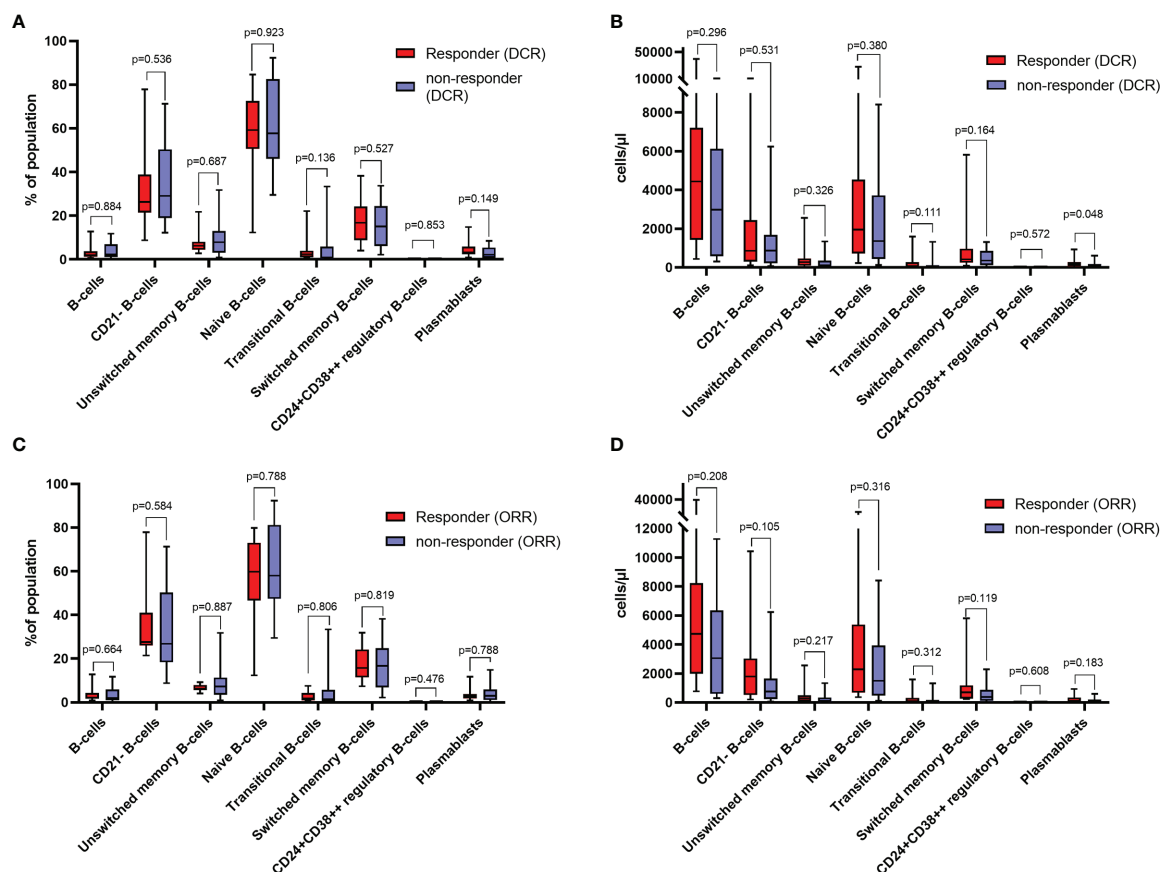 A
% of population
100
80
60
40
20
0
p=0.884
p=0.536
p=0.687
p=0.923
p=0.136
p=0.527
p=0.853
p=0.149
Responder (DCR)
non-responder
(DCR)
B-cells
CD21- B-cells
Unswitched memory B-cells
Naive B-cells
Transitional B-cells
Switched memory B-cells
CD24+CD38++ regulatory B-cells
Plasmablasts
B
cells/µl
50000
10000
8000
6000
4000
2000
0
p=0.296
p=0.531
p=0.326
p=0.380
p=0.111
p=0.164
p=0.572
p=0.048
Responder (DCR)
non-responder (DCR)
B-cells
CD21- B-cells
Unswitched memory B-cells
Naive B-cells
Transitional B-cells
Switched memory B-cells
CD24+CD38++ regulatory B-cells
Plasmablasts
C
%of population
100
80
60
40
20
0
p=0.664
p=0.584
p=0.887
p=0.788
p=0.806
p=0.819
p=0.476
p=0.788
Responder (ORR)
non-responder (ORR)
B-cells
CD21- B-cells
Unswitched memory B-cells
Naive B-cells
Transitional B-cells
Switched memory B-cells
CD24+CD38++ regulatory B-cells
Plasmablasts
D
cells/µl
40000
20000
12000
10000
8000
6000
4000
2000
0
p=0.208
p=0.105
p=0.217
p=0.316
p=0.312
p=0.119
p=0.608
p=0.183
Responder (ORR)
non-responder (ORR)
B-cells
CD21- B-cells
Unswitched memory B-cells
Naive B-cells
Transitional B-cells
Switched memory B-cells
CD24+CD38++ regulatory B-cells
Plasmablasts